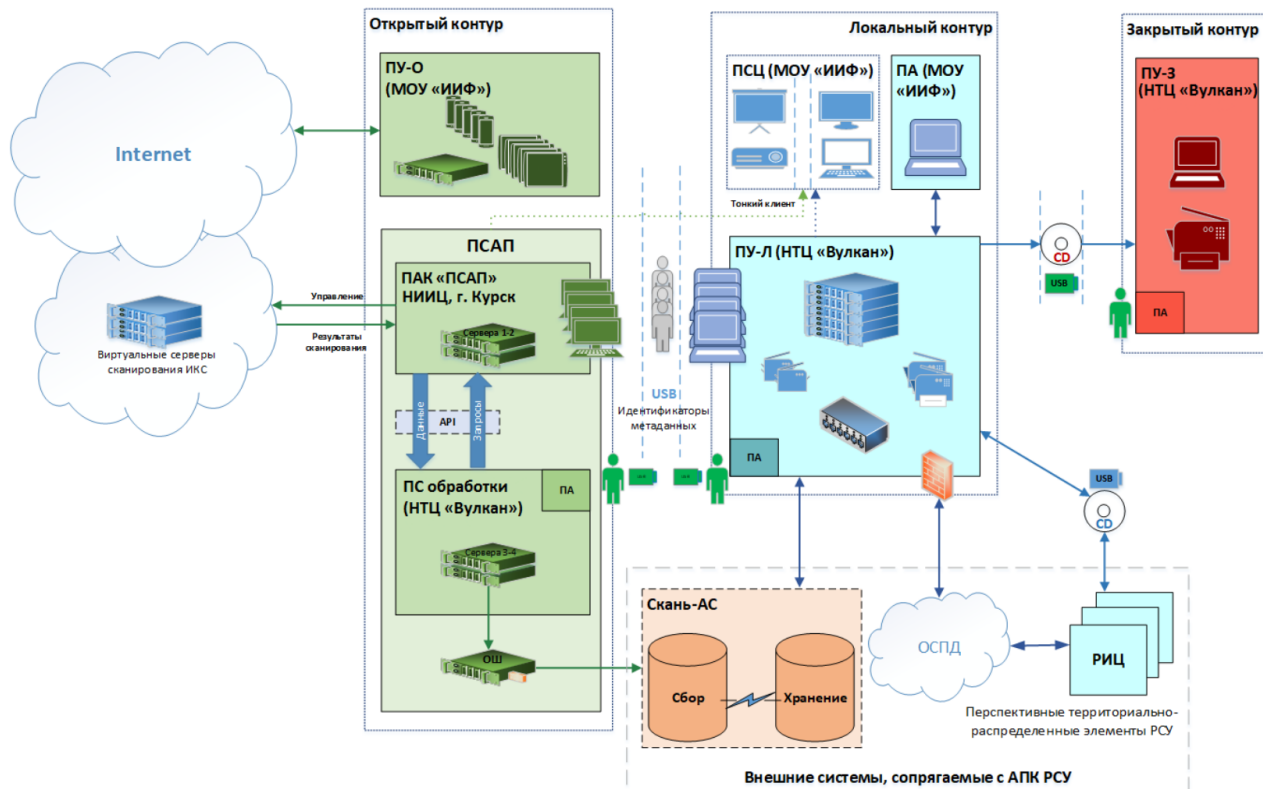 Открытый контур
ПУ-О
(МОУ «ИИФ»)
Internet
ПСАП
ПАК «ПСАП»
НИИЦ, г. Курск
Сервера 1-2
Управление
Результаты
сканирования
Виртуальные серверы
сканирования ИКС
Данные
API
Запросы
ПС обработки
(НТЦ «Вулкан»)
ПА
Сервера 3-4
ОШ
Тонкий клиент
USB
Идентификаторы
метаданных
Локальный контур
ПСЦ (МОУ «ИИФ»)
ПА (МОУ
«ИИФ»)
ПУ-Л (НТЦ «Вулкан»)
ПА
CD
USB
Закрытый контур
ПУ-З
(НТЦ «Вулкан»)
ПА
USB
CD
Скань-АС
Сбор
Хранение
ОСПД
РИЦ
Перспективные территориально-
распределенные элементы РСУ
Внешние системы, сопрягаемые с АПК РСУ